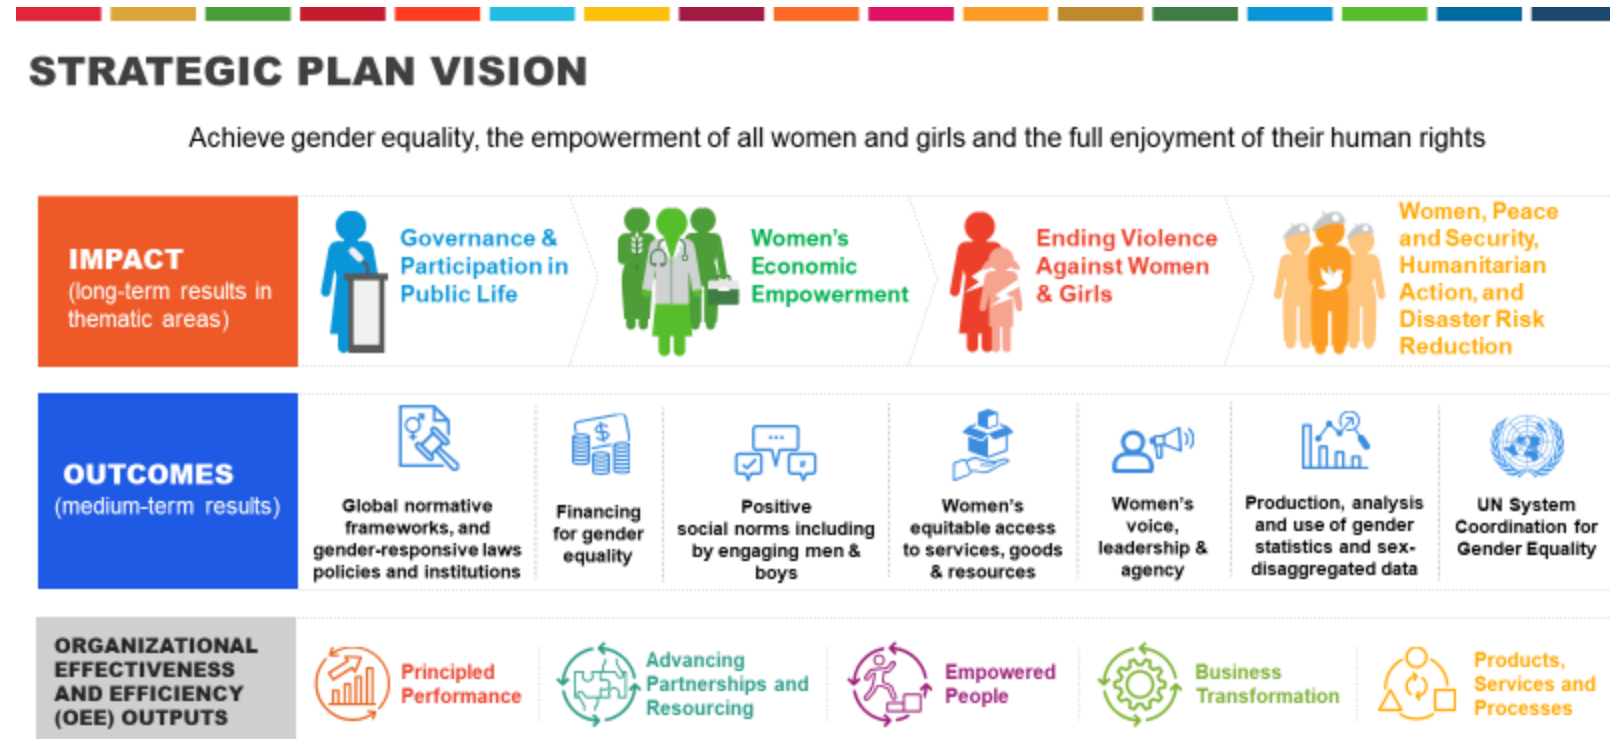 STRATEGIC PLAN VISION
Achieve gender equality, the empowerment of all women and girls and the full enjoyment of their human rights
IMPACT
(long-term results in
thematic areas)
Governance &
Participation in
Public Life
Women's
Economic
Empowerment
Ending Violence
Against Women
& Girls
Women, Peace
and Security,
Humanitarian
Action, and
Disaster Risk
Reduction
OUTCOMES
(medium-term results)
Global normative
frameworks, and
gender-responsive laws
policies and institutions
$
Financing
for gender
equality
Positive
social norms including
by engaging men &
boys
Women's
equitable access
to services, goods
& resources
Women's
voice,
leadership &
agency
Production, analysis
and use of gender
statistics and sex-
disaggregated data
UN System
Coordination for
Gender Equality
ORGANIZATIONAL
EFFECTIVENESS
AND EFFICIENCY
(OEE) OUTPUTS
Principled
Performance
Advancing
Partnerships and
Resourcing
Empowered
People
Business
Transformation
Products,
Services and
Processes